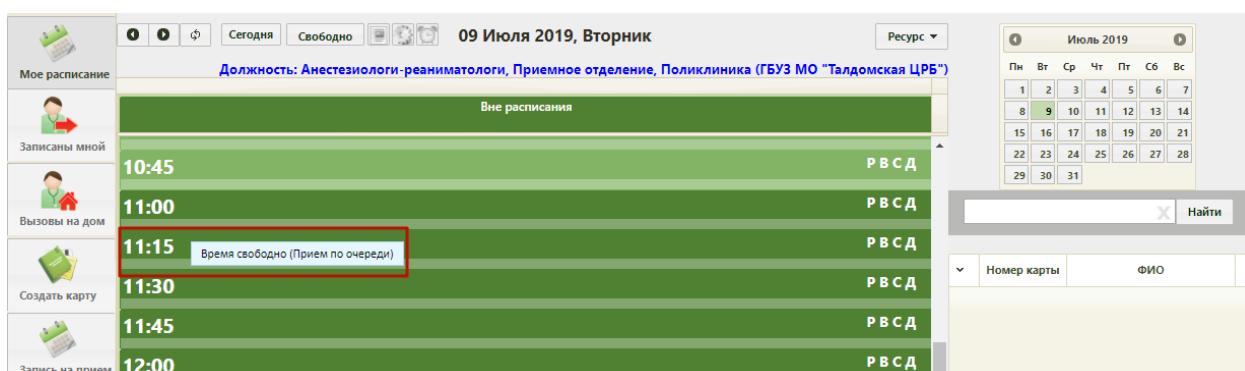 Мое расписание
Записаны мной
Вызовы на дом
Создать карту
Запись на прием
Сегодня
Свободно
09 Июля 2019, Вторник
Ресурс
Должность: Анестезиологи-реаниматологи, Приемное отделение, Поликлиника (ГБУЗ МО "Талдомская ЦРБ")
Вне расписания
10:45 Р В С Д
11:00 Р В С Д
11:15 Время свободно (Прием по очереди) Р В С Д
11:30 Р В С Д
11:45 Р В С Д
12:00 Р В С Д
Июль 2019
Пн Вт Ср Чт Пт Сб Вс
1 2 3 4 5 6 7
8 9 10 11 12 13 14
15 16 17 18 19 20 21
22 23 24 25 26 27 28
29 30 31
X Найти
Номер карты ФИО